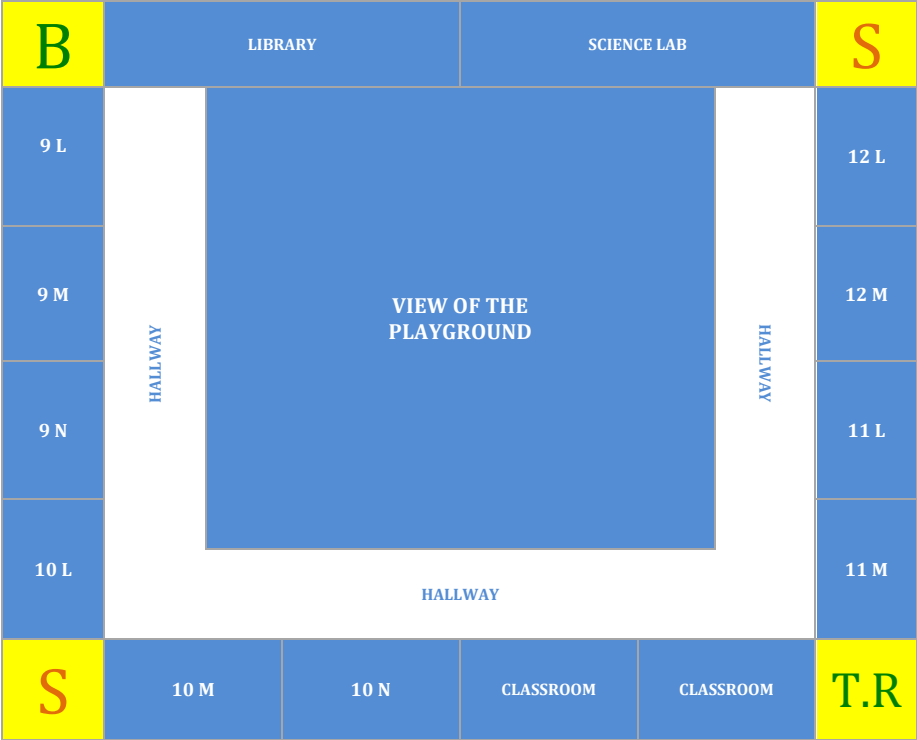 B
LIBRARY
SCIENCE LAB
S
9 L
12 L
9 M
12 M
VIEW OF THE
PLAYGROUND
HALLWAY
HALLWAY
9 N
11 L
10 L
11 M
HALLWAY
S
10 M
10 N
CLASSROOM
CLASSROOM
T.R